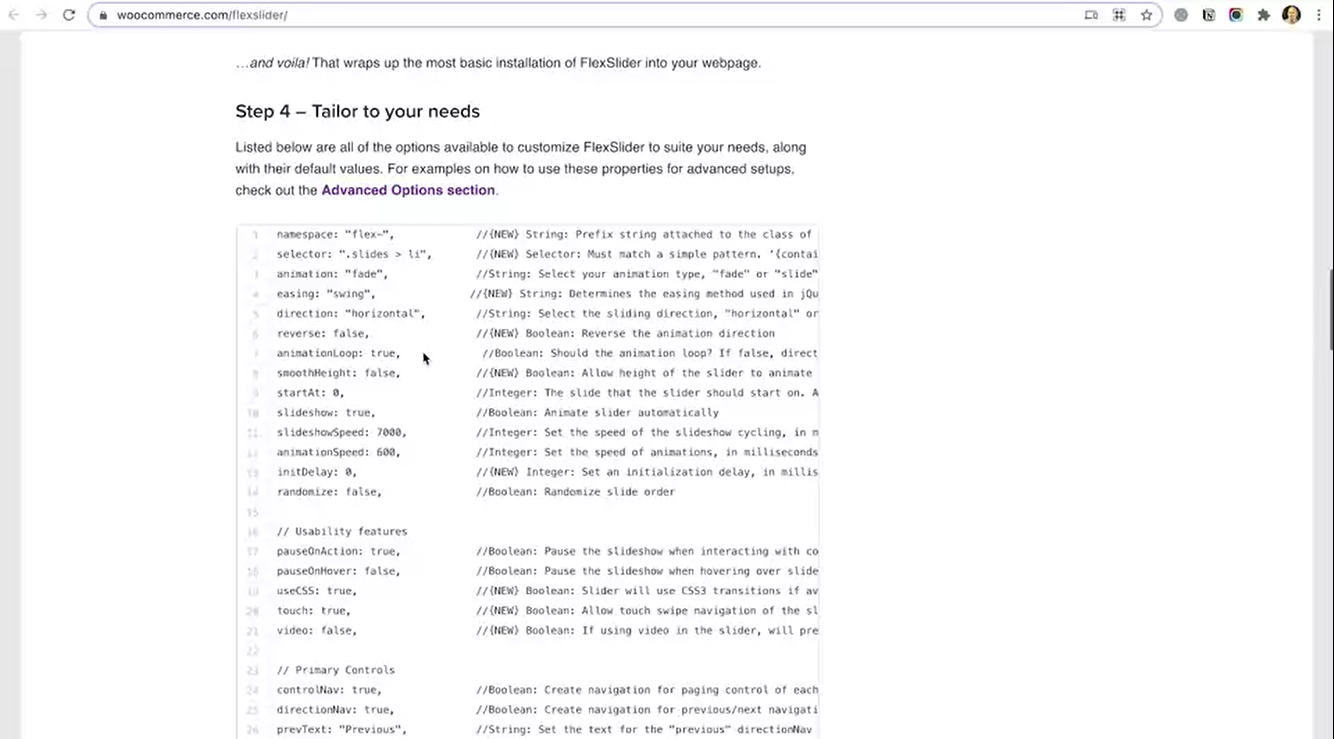 woocommerce.com/flexslider/
…and voila! That wraps up the most basic installation of FlexSlider into your webpage.
Step 4 – Tailor to your needs
Listed below are all of the options available to customize FlexSlider to suite your needs, along
with their default values. For examples on how to use these properties for advanced setups,
check out the Advanced Options section.
1 namespace: "flex-", //{NEW} String: Prefix string attached to the class of
2 selector: ".slides > li", //{NEW} Selector: Must match a simple pattern. '{contai
3 animation: "fade", //String: Select your animation type, "fade" or "slide"
4 easing: "swing", //{NEW} String: Determines the easing method used in jQu
5 direction: "horizontal", //String: Select the sliding direction, "horizontal" or
6 reverse: false, //{NEW} Boolean: Reverse the animation direction
7 animationLoop: true, //Boolean: Should the animation loop? If false, direct
8 smoothHeight: false, //{NEW} Boolean: Allow height of the slider to animate
9 startAt: 0, //Integer: The slide that the slider should start on. A
10 slideshow: true, //Boolean: Animate slider automatically
11 slideshowSpeed: 7000, //Integer: Set the speed of the slideshow cycling, in m
12 animationSpeed: 600, //Integer: Set the speed of animations, in milliseconds
13 initDelay: 0, //{NEW} Integer: Set an initialization delay, in millis
14 randomize: false, //Boolean: Randomize slide order
15
16 // Usability features
17 pauseOnAction: true, //Boolean: Pause the slideshow when interacting with co
18 pauseOnHover: false, //Boolean: Pause the slideshow when hovering over slide
19 useCSS: true, //{NEW} Boolean: Slider will use CSS3 transitions if av
20 touch: true, //{NEW} Boolean: Allow touch swipe navigation of the sl
21 video: false, //{NEW} Boolean: If using video in the slider, will pre
22
23 // Primary Controls
24 controlNav: true, //Boolean: Create navigation for paging control of each
25 directionNav: true, //Boolean: Create navigation for previous/next navigati
26 prevText: "Previous", //String: Set the text for the "previous" directionNav